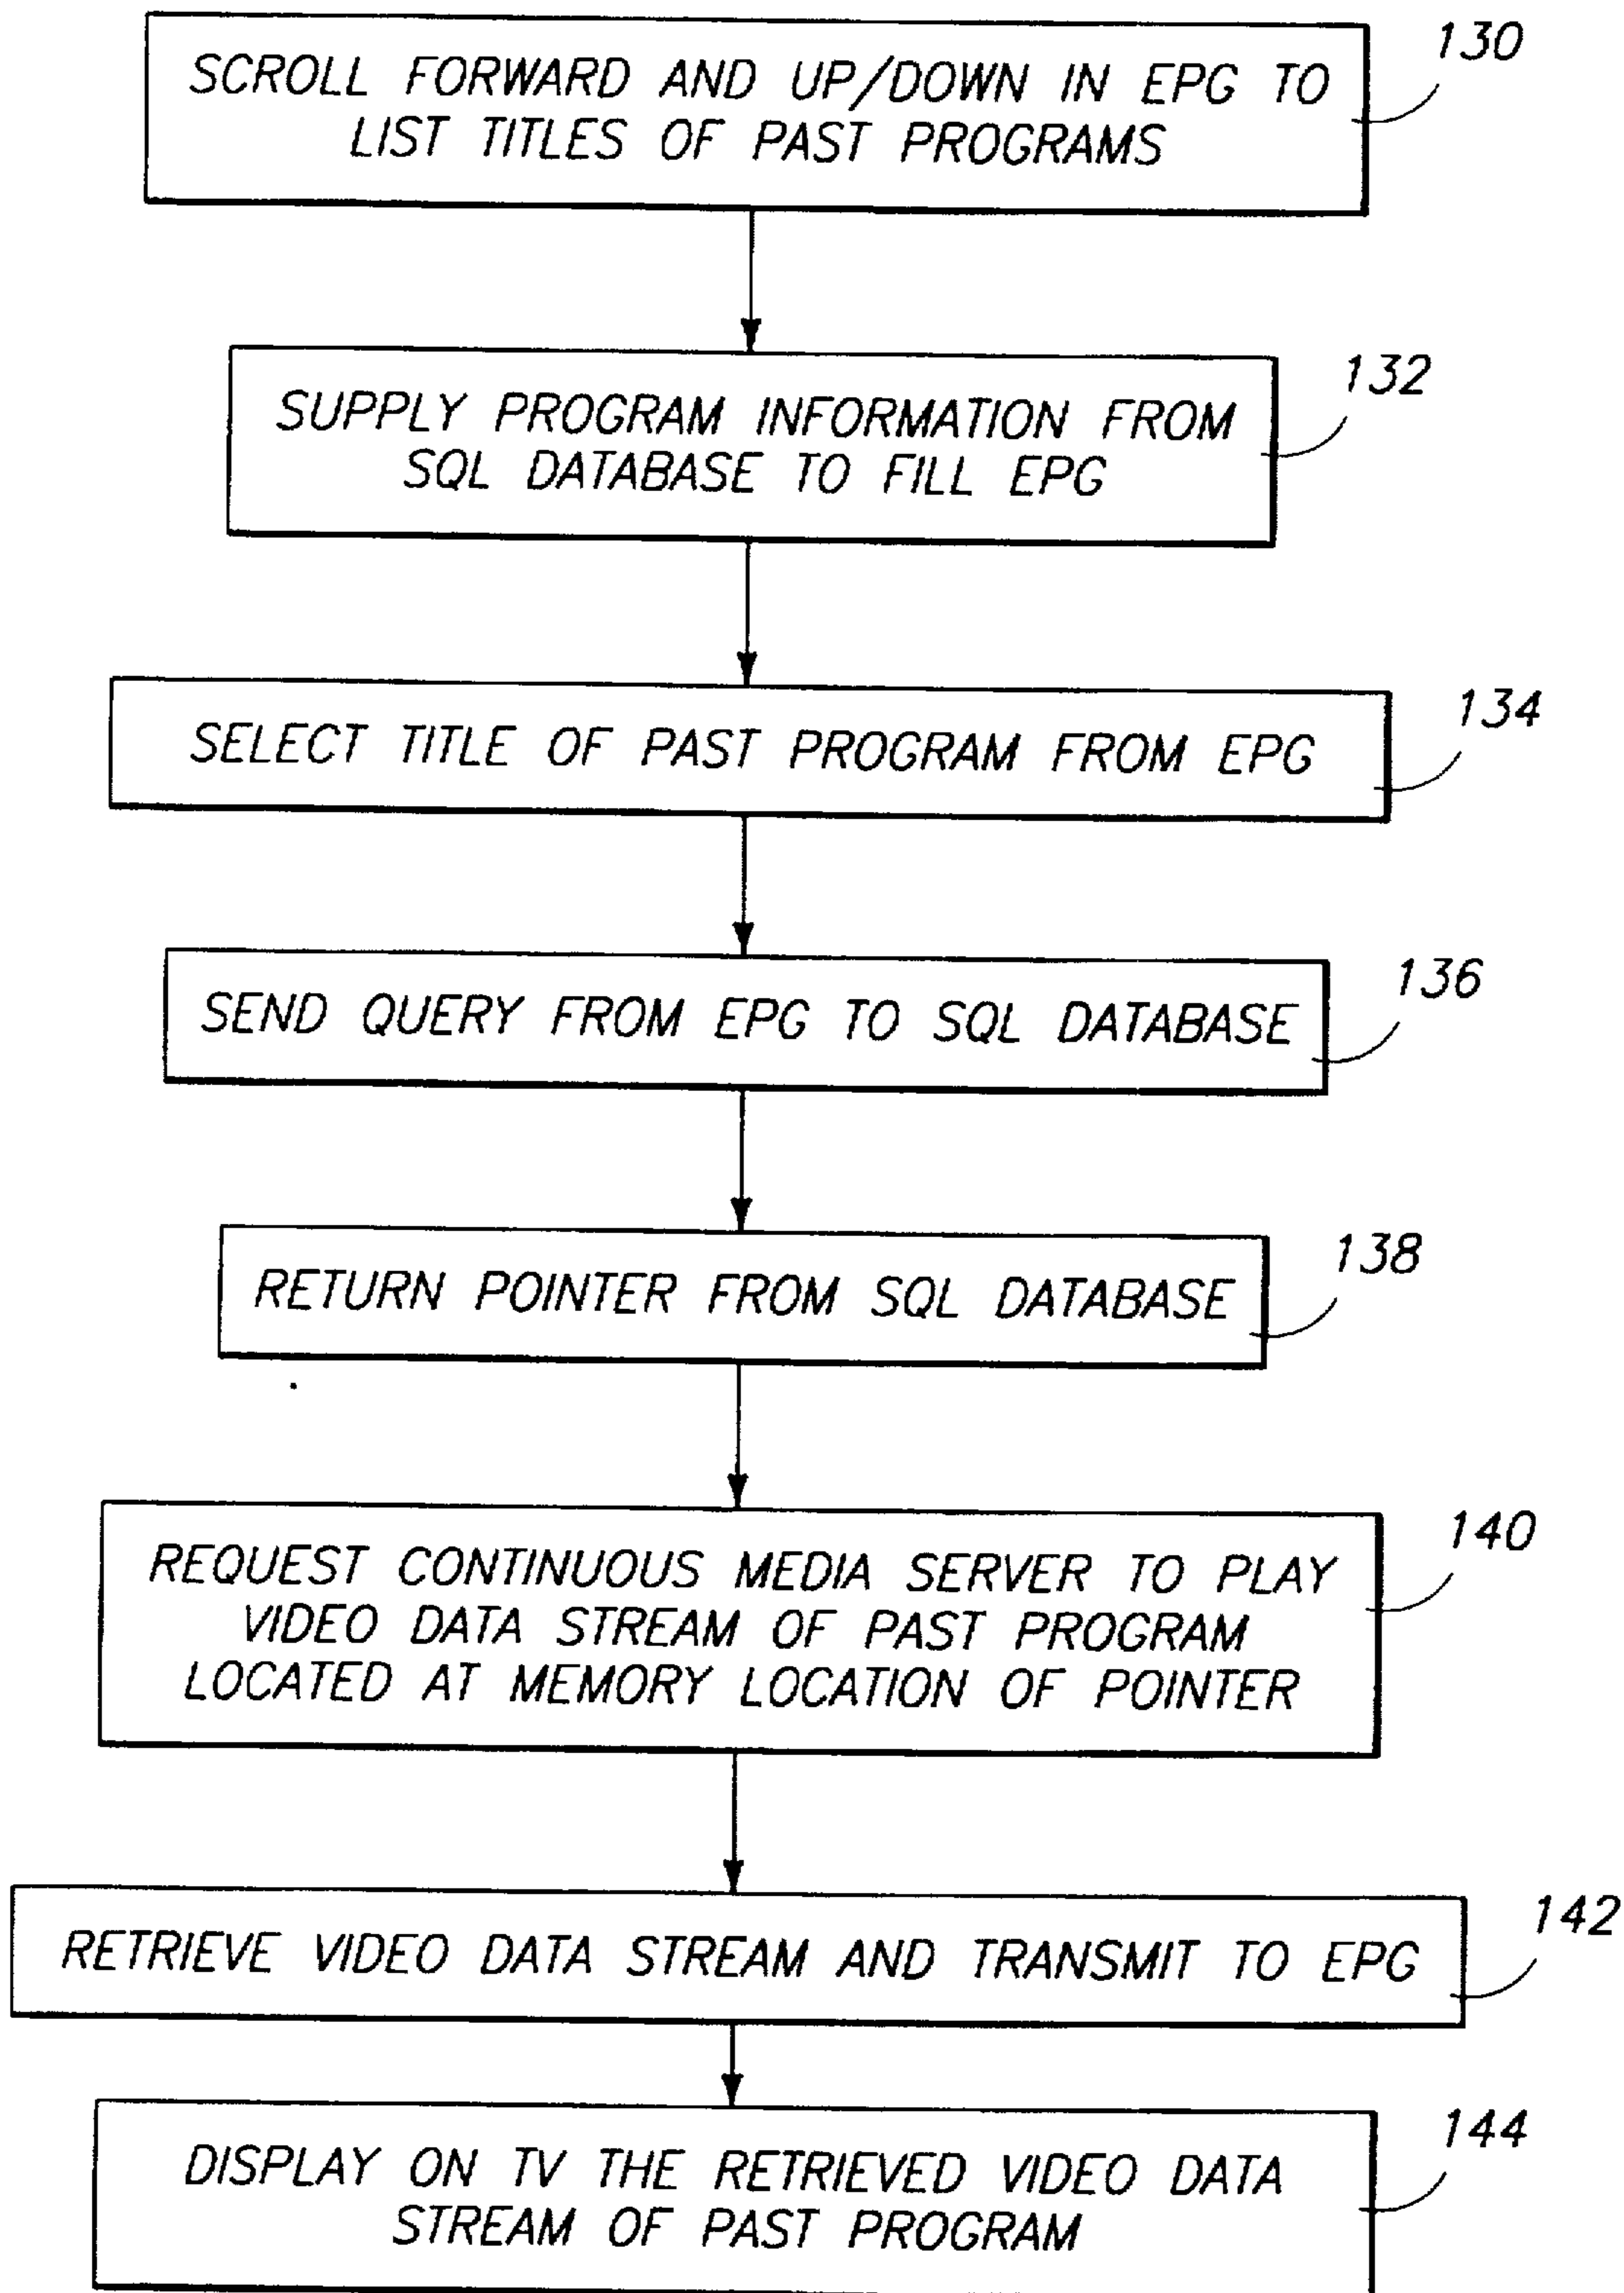 130
SCROLL FORWARD AND UP/DOWN IN EPG TO
LIST TITLES OF PAST PROGRAMS
132
SUPPLY PROGRAM INFORMATION FROM
SQL DATABASE TO FILL EPG
134
SELECT TITLE OF PAST PROGRAM FROM EPG
136
SEND QUERY FROM EPG TO SQL DATABASE
138
RETURN POINTER FROM SQL DATABASE
140
REQUEST CONTINUOUS MEDIA SERVER TO PLAY
VIDEO DATA STREAM OF PAST PROGRAM
LOCATED AT MEMORY LOCATION OF POINTER
142
RETRIEVE VIDEO DATA STREAM AND TRANSMIT TO EPG
144
DISPLAY ON TV THE RETRIEVED VIDEO DATA
STREAM OF PAST PROGRAM